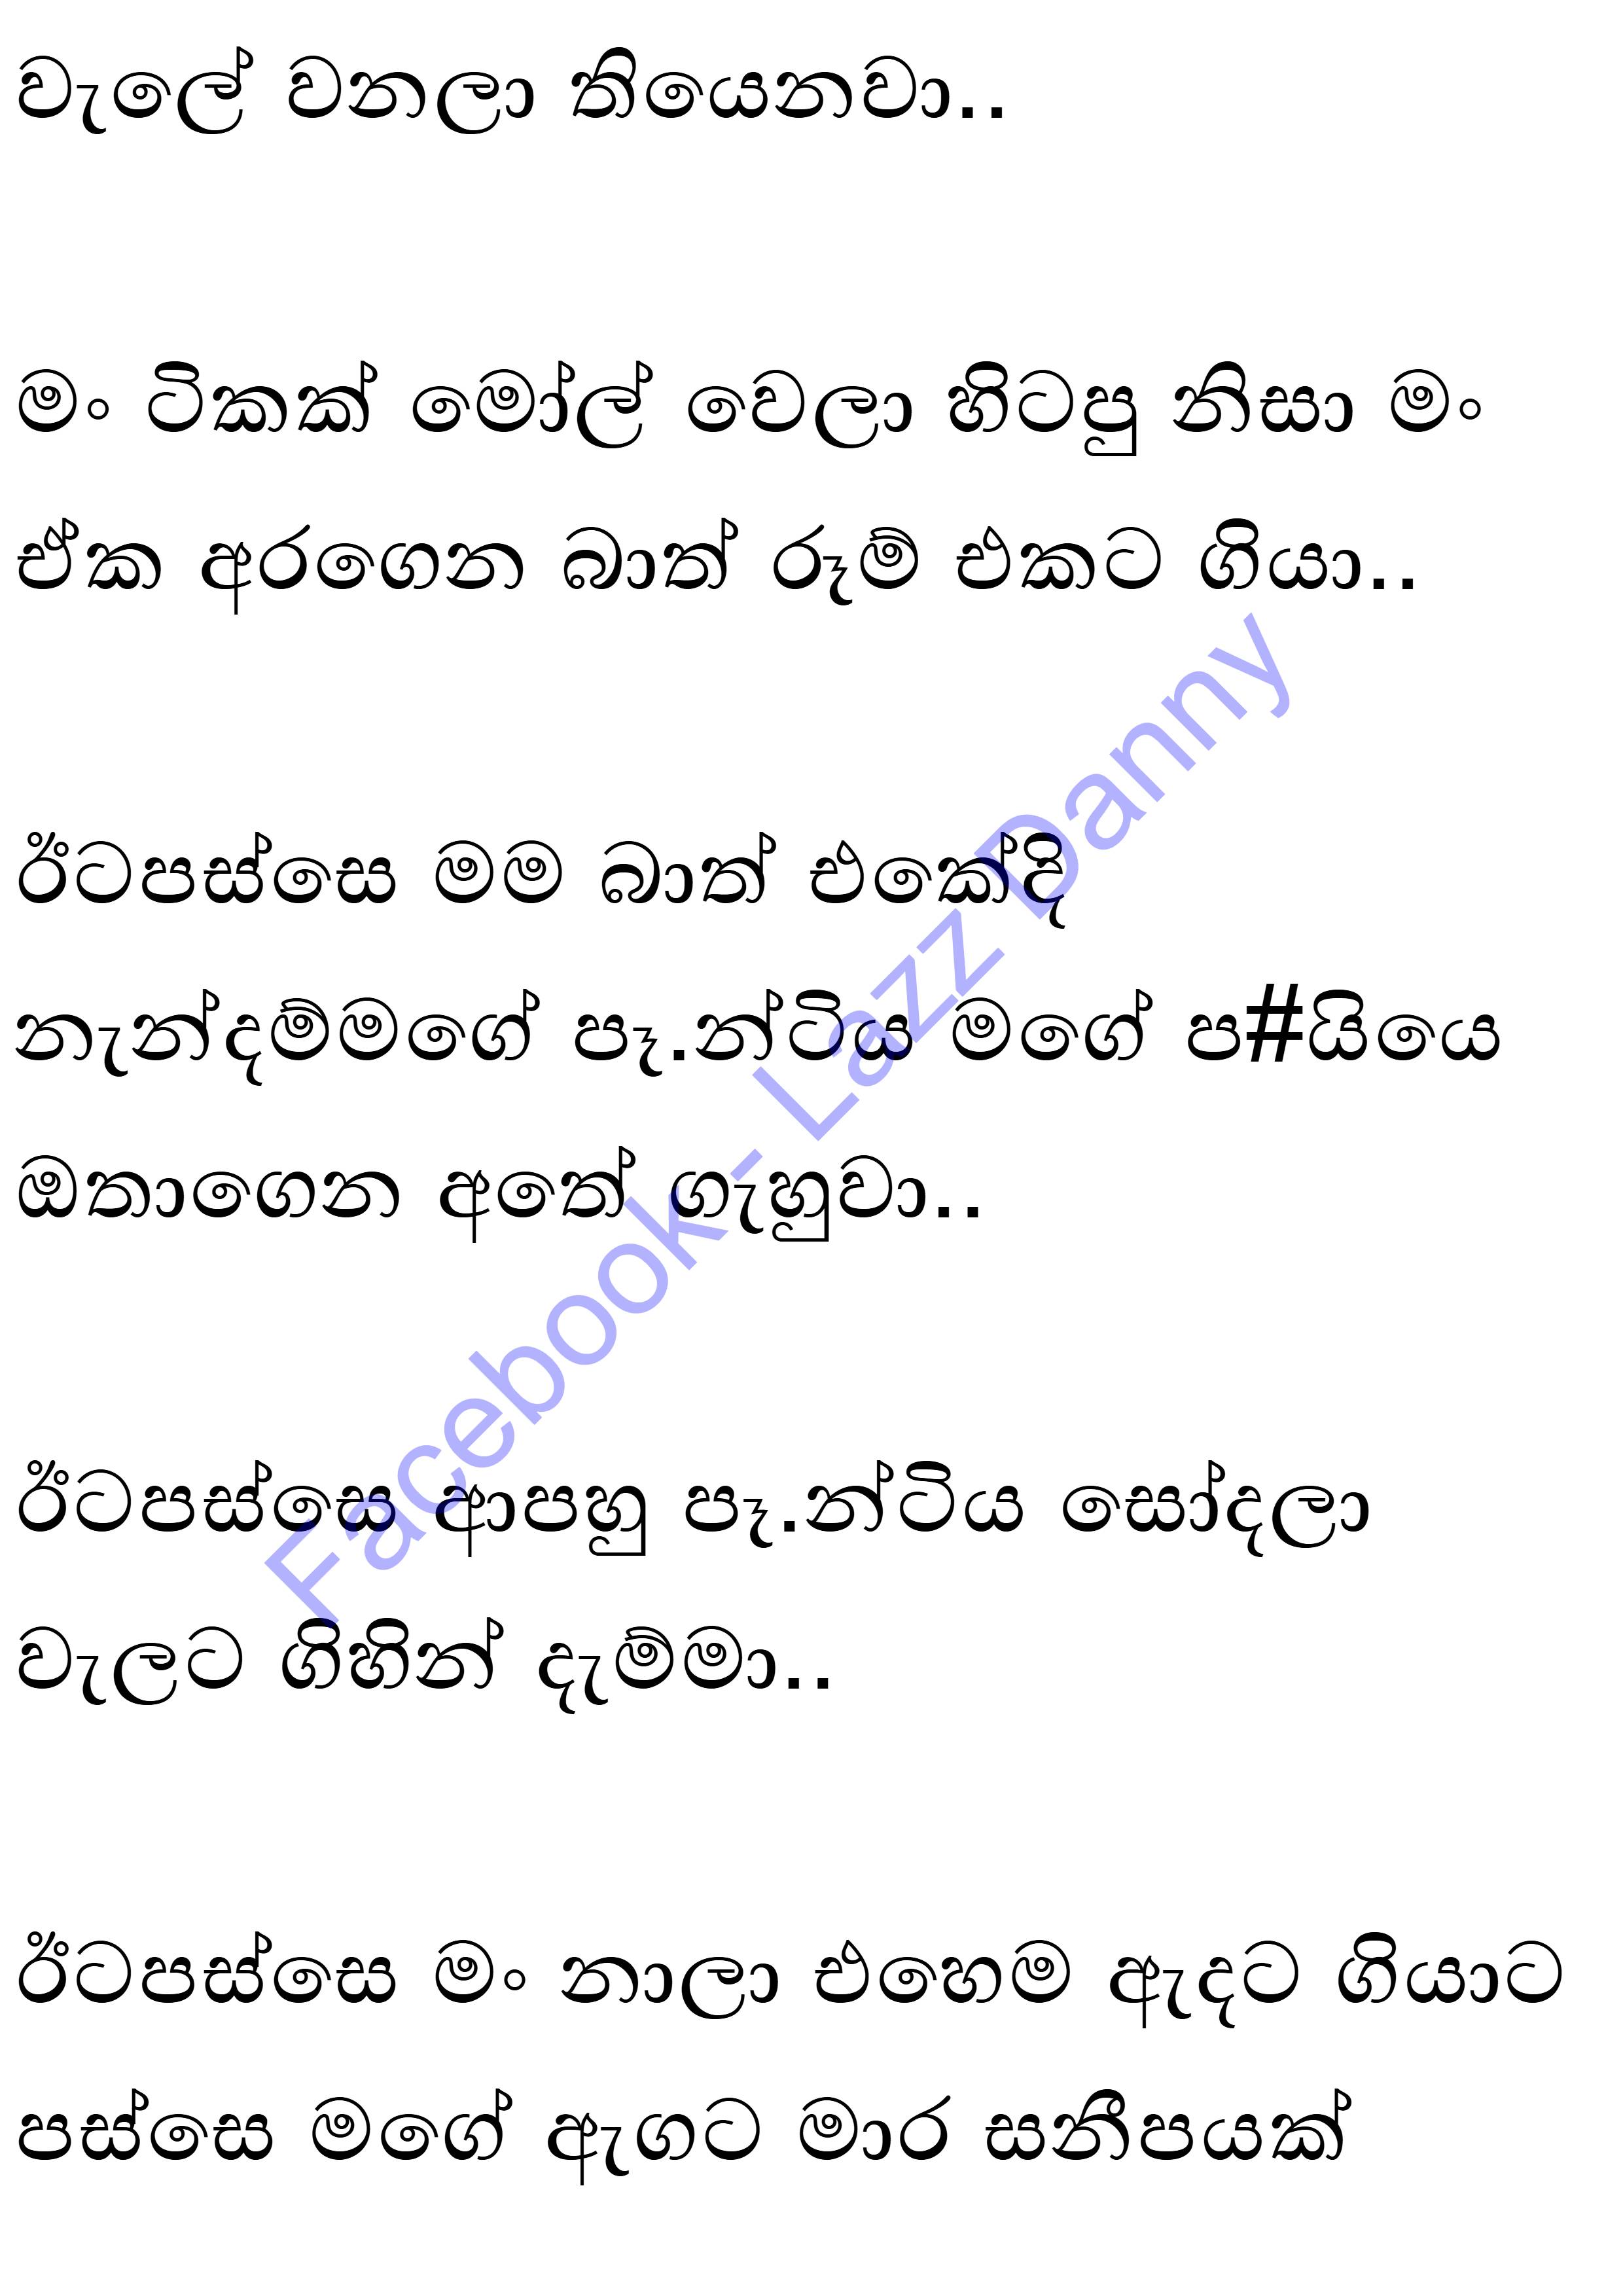 වැලේ වනලා තියෙනවා..
මං ටිකක් මෝල් වෙලා හිටපු නිසා මං
ඒක අරගෙන බාත් රූම් එකට ගියා..
ඊටපස්සෙ මම බාත් එකේදි
නැන්දම්මගේ පෑ.න්ටිය මගේ ප#යියෙ
ඔතාගෙන අතේ ගැහුවා..
ඊටපස්සෙ ආපහු පෑ.න්ටිය සෝදලා
වැලට ගිහින් දැම්මා..
ඊටපස්සෙ මං නාලා එහෙම ඇදට ගියාට
පස්සෙ මගේ ඇගට මාර සනීපයක්
Facebook- Lazz Danny